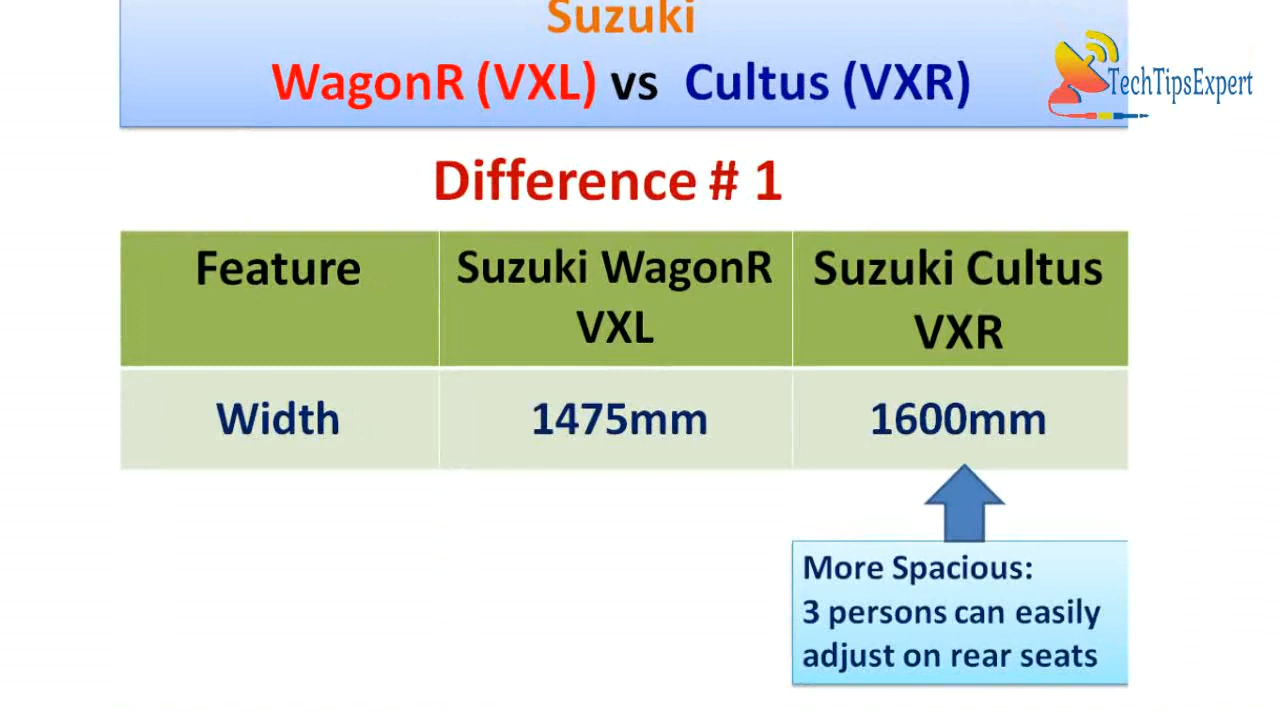 Suzuki
WagonR (VXL) vs Cultus (VXR)
TechTipsExpert
Difference # 1
Feature
Suzuki WagonR
VXL
Suzuki Cultus
VXR
Width
1475mm
1600mm
More Spacious:
3 persons can easily
adjust on rear seats